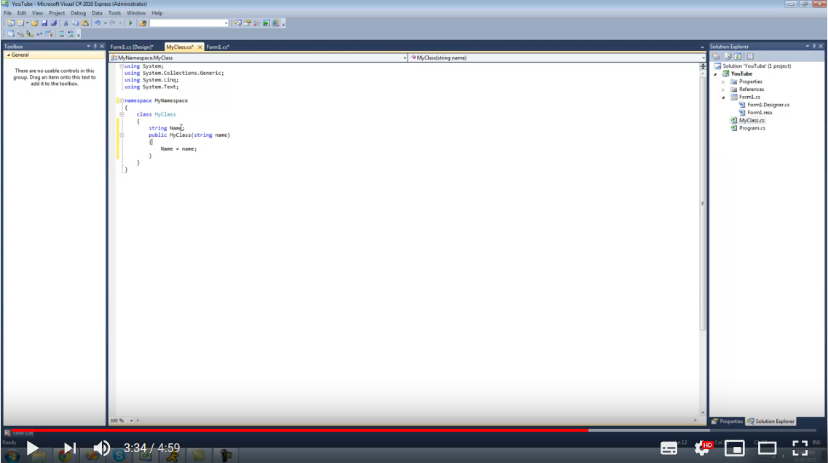 YouTube - Microsoft Visual C# 2010 Express (Administrator)
File Edit View Project Debug Data Tools Window Help
Toolbox
General
There are no usable controls in this
group. Drag an item onto this text to
add it to the toolbox.
Form1.cs [Design]* MyClass.cs* Form1.cs*
MyNamespace.MyClass MyClass(string name)
using System;
using System.Collections.Generic;
using System.Linq;
using System.Text;
namespace MyNamespace
{
class MyClass
{
string Name;
public MyClass(string name)
{
Name = name;
}
}
}
100 %
Solution Explorer
Solution 'YouTube' (1 project)
YouTube
Properties
References
Form1.cs
Form1.Designer.cs
Form1.resx
MyClass.cs
Program.cs
Properties Solution Explorer
Error List
Ready
INS
3:34 / 4:59
HD